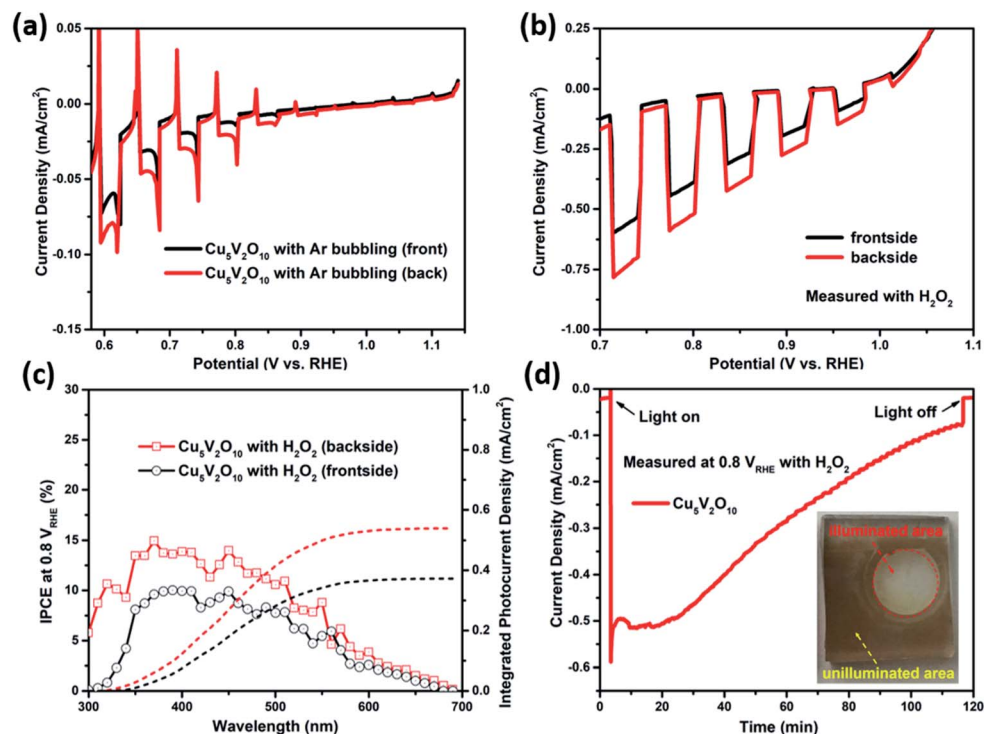 (a)
0.05
0.00
-0.05
-0.10
-0.15
Current Density (mA/cm²)
Cu₅V₂O₁₀ with Ar bubbling (front)
Cu₅V₂O₁₀ with Ar bubbling (back)
0.6 0.7 0.8 0.9 1.0 1.1
Potential (V vs. RHE)
(b)
0.25
0.00
-0.25
-0.50
-0.75
-1.00
Current Density (mA/cm²)
frontside
backside
Measured with H₂O₂
0.7 0.8 0.9 1.0 1.1
Potential (V vs. RHE)
(c)
30
25
20
15
10
5
0
IPCE at 0.8 V_RHE (%)
Cu₅V₂O₁₀ with H₂O₂ (backside)
Cu₅V₂O₁₀ with H₂O₂ (frontside)
1.0
0.8
0.6
0.4
0.2
0.0
Integrated Photocurrent Density (mA/cm²)
300 400 500 600 700
Wavelength (nm)
(d)
0.0
-0.1
-0.2
-0.3
-0.4
-0.5
-0.6
Current Density (mA/cm²)
Light on
Light off
Measured at 0.8 V_RHE with H₂O₂
Cu₅V₂O₁₀
illuminated area
unilluminated area
0 20 40 60 80 100 120
Time (min)